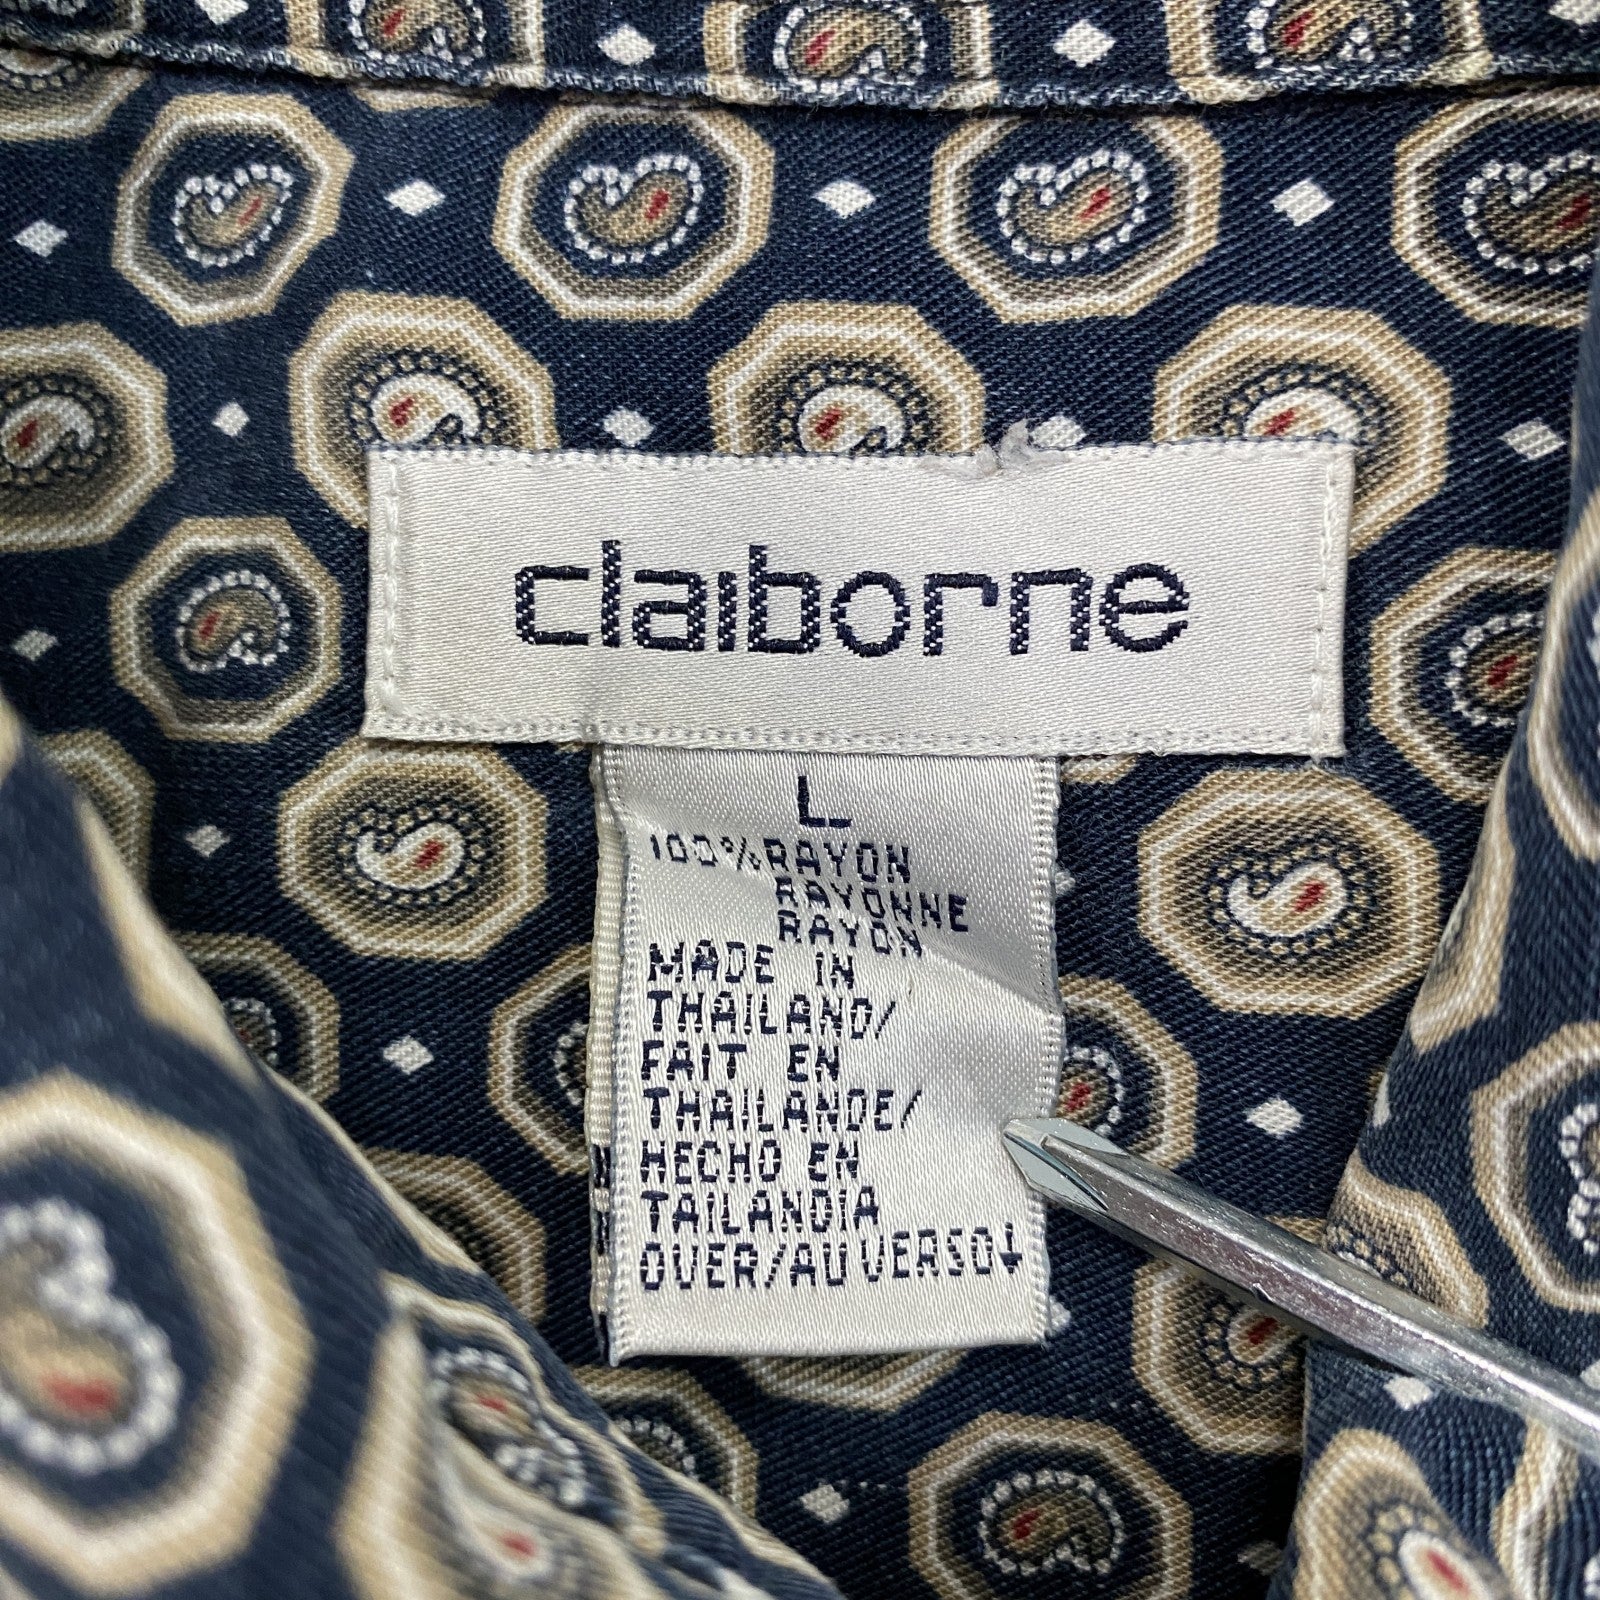 claiborne
L
100% RAYON
RAYONNE
RAYON
MADE IN
THAILAND/
FAIT EN
THAILANDE/
HECHO EN
TAILANDIA
OVER/AU VERSO↓